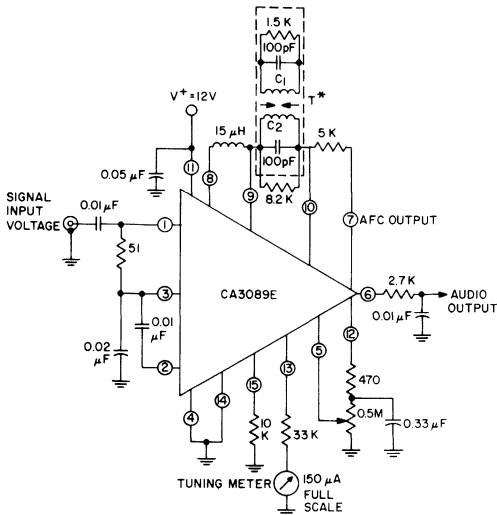 1.5 K
100pF
C1
T*
V+ = 12V
C2
15 μH
100pF
5 K
0.05 μF
11
8
9
8.2 K
10
7 AFC OUTPUT
SIGNAL
INPUT
VOLTAGE
0.01 μF
1
51
3
CA3089E
6
2.7 K
AUDIO
OUTPUT
0.01 μF
0.01
μF
0.02
μF
2
5
12
4
14
15
13
470
10
K
33 K
0.5M
0.33 μF
TUNING METER
150 μA
FULL
SCALE